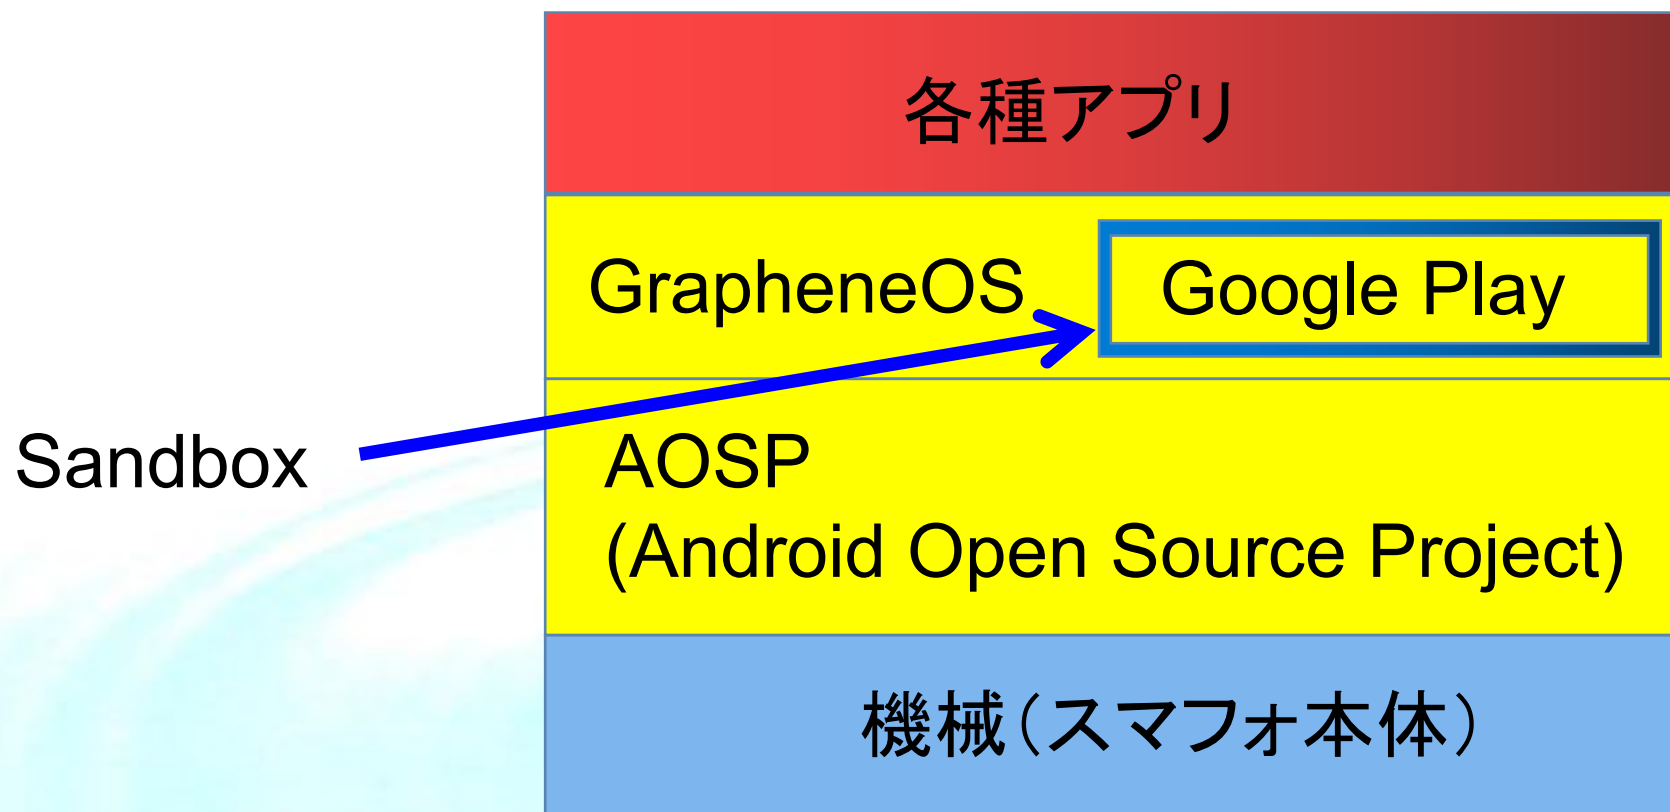 各種アプリ
GrapheneOS
Google Play
Sandbox
AOSP
(Android Open Source Project)
機械(スマフォ本体)